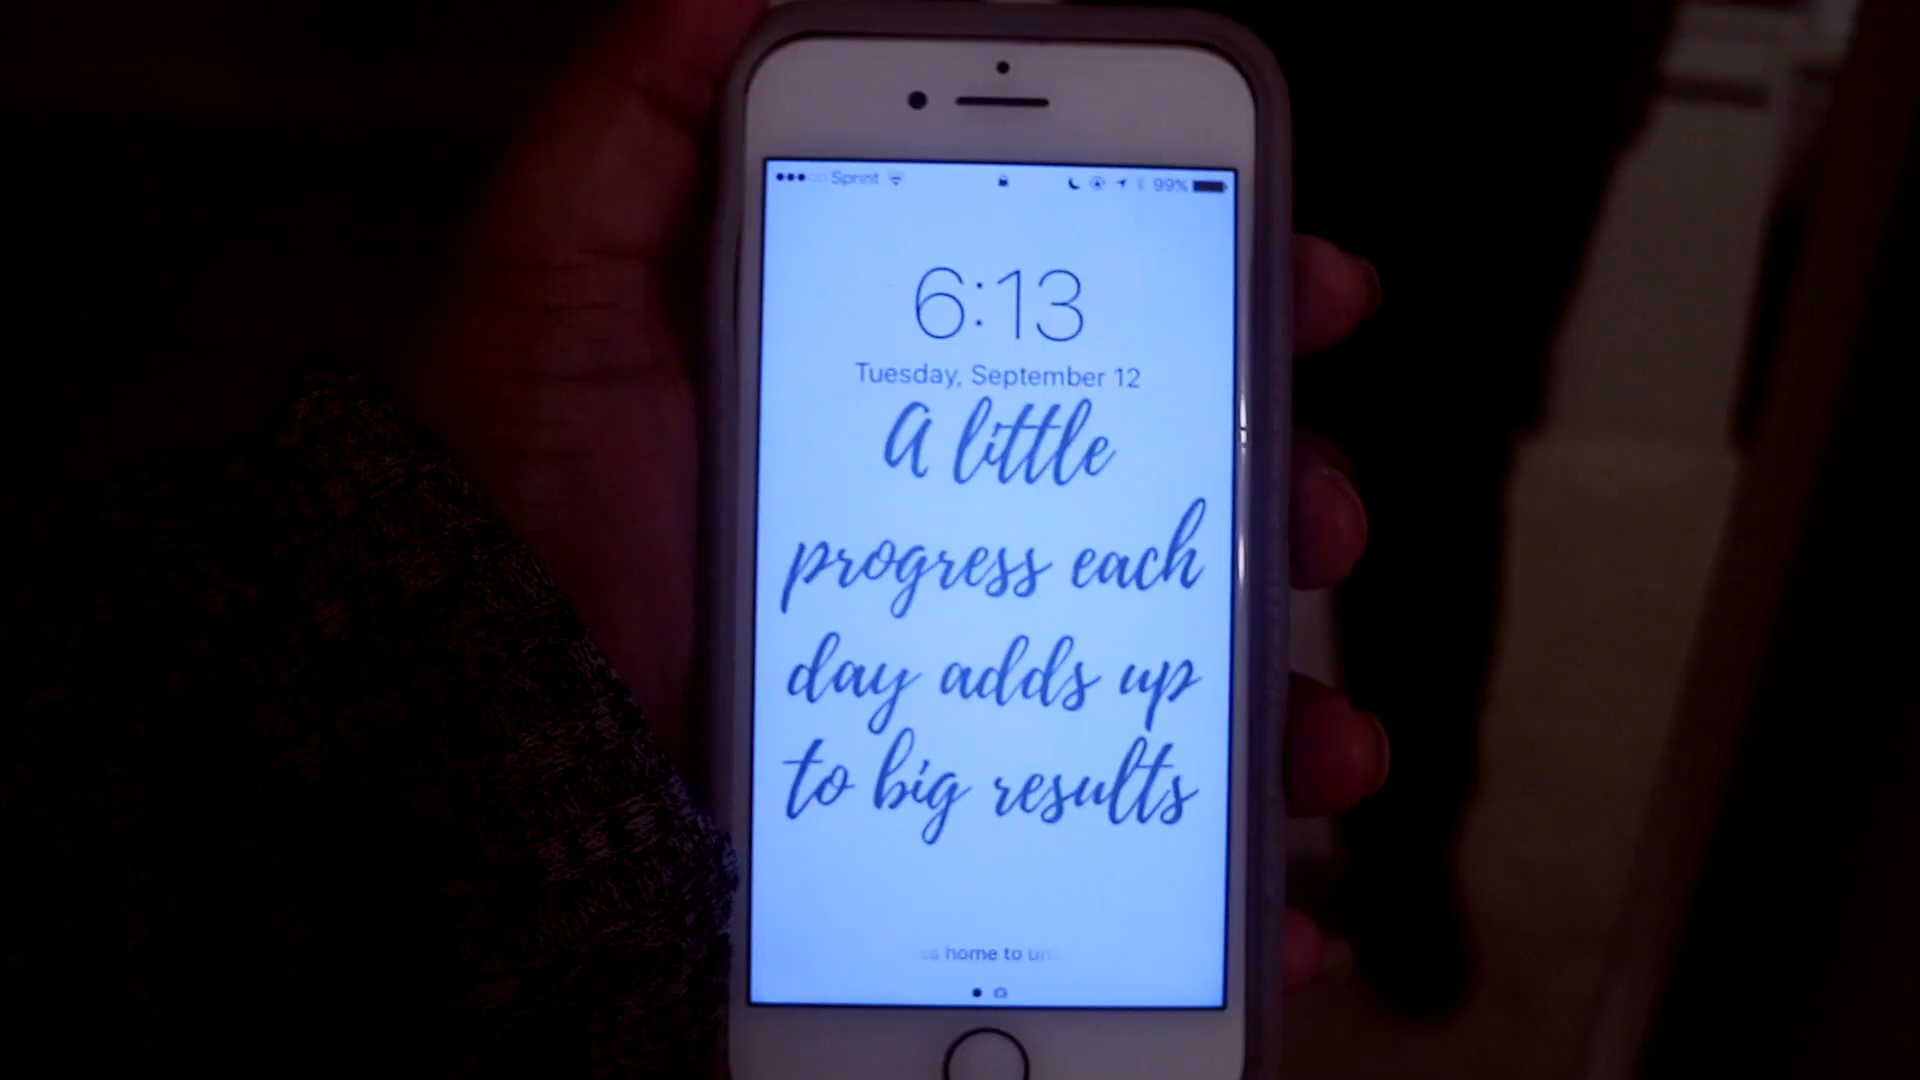 Sprint 99%
6:13
Tuesday, September 12
A little
progress each
day adds up
to big results
home to